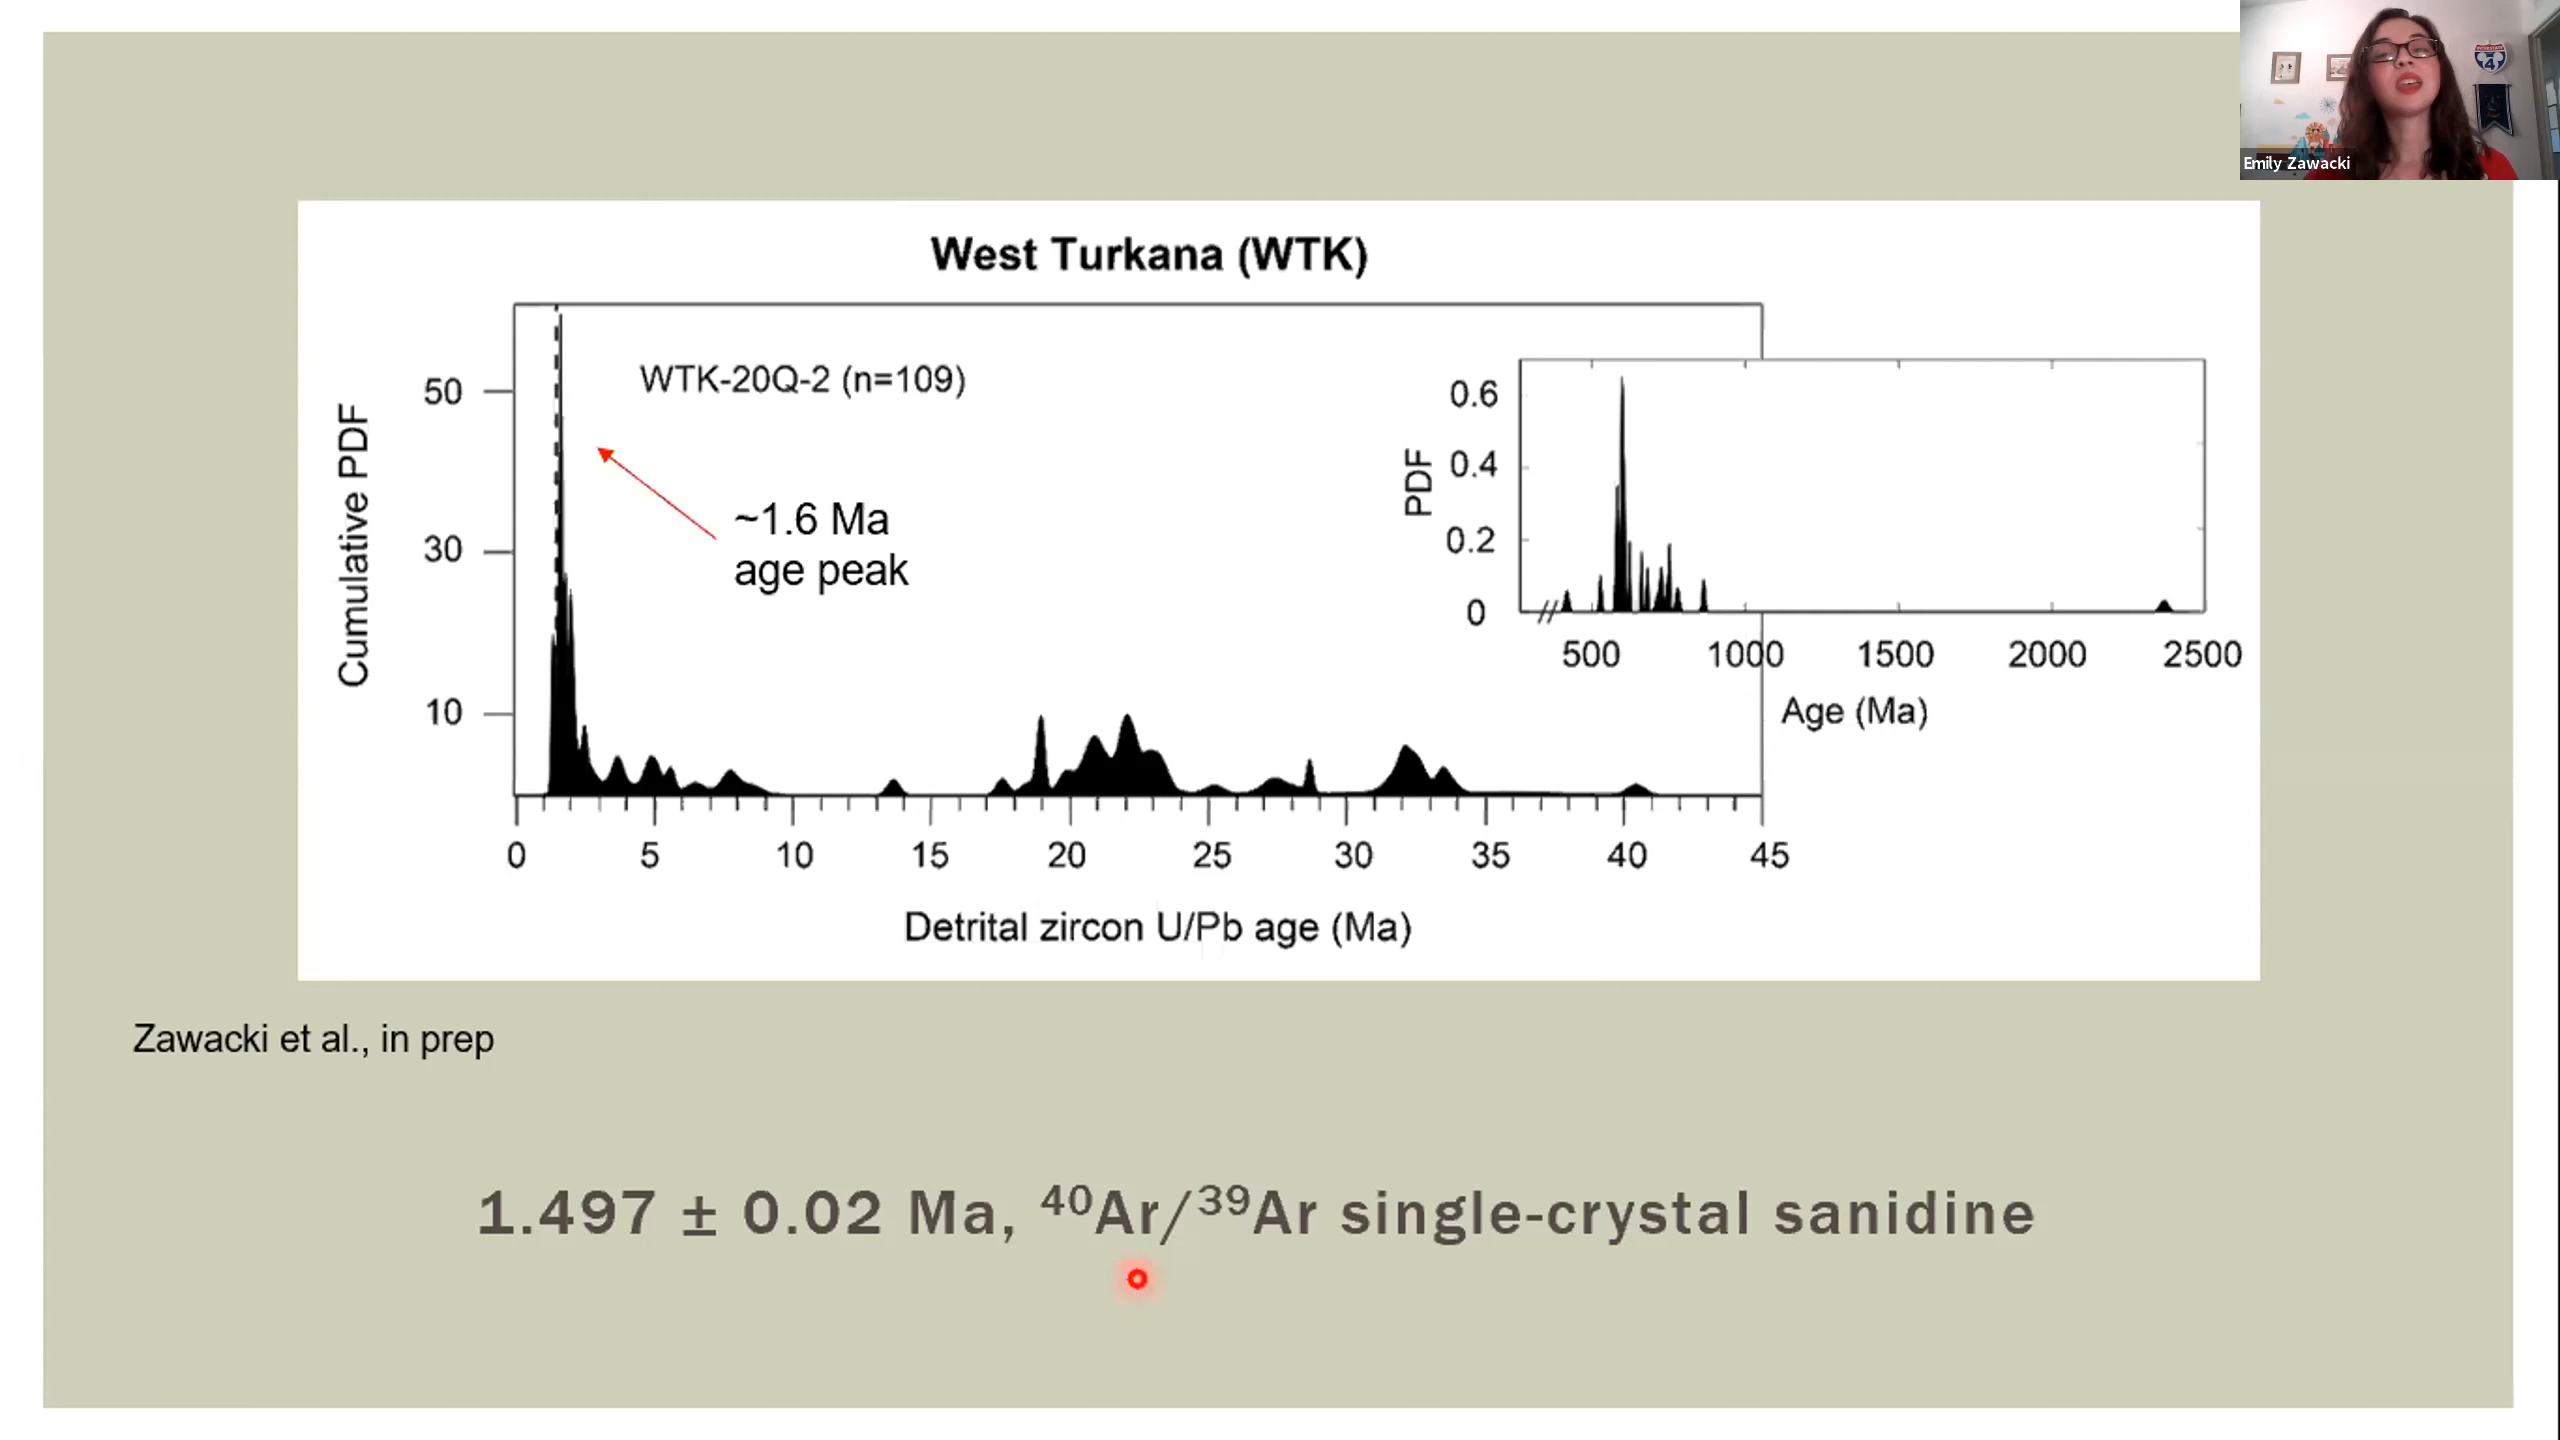 Emily Zawacki
4
West Turkana (WTK)
WTK-20Q-2 (n=109)
~1.6 Ma
age peak
Cumulative PDF
50
30
10
0 5 10 15 20 25 30 35 40 45
Detrital zircon U/Pb age (Ma)
PDF
0.6
0.4
0.2
0
500 1000 1500 2000 2500
Age (Ma)
Zawacki et al., in prep
1.497 ± 0.02 Ma, ⁴⁰Ar/³⁹Ar single-crystal sanidine